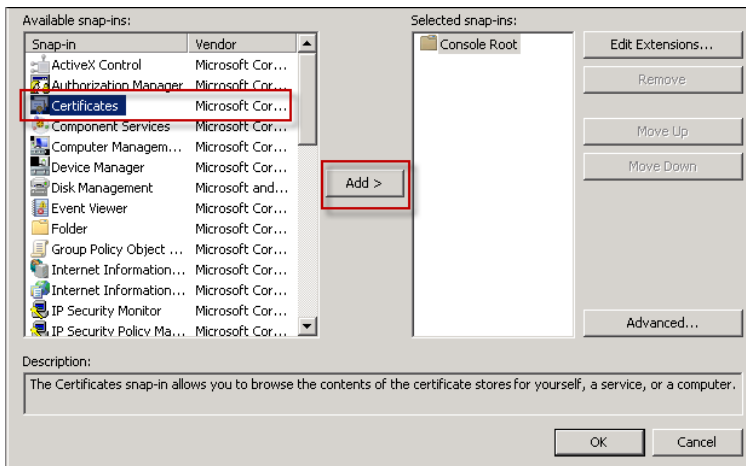 Available snap-ins: Selected snap-ins:
Snap-in Vendor
Console Root
Edit Extensions...
ActiveX Control Microsoft Cor...
Authorization Manager Microsoft Cor...
Remove
Certificates Microsoft Cor...
Component Services Microsoft Cor...
Move Up
Computer Managem... Microsoft Cor...
Device Manager Microsoft Cor...
Move Down
Disk Management Microsoft and...
Add >
Event Viewer Microsoft Cor...
Folder Microsoft Cor...
Group Policy Object ... Microsoft Cor...
Internet Information... Microsoft Cor...
Internet Information... Microsoft Cor...
IP Security Monitor Microsoft Cor...
IP Security Policy Ma... Microsoft Cor...
Advanced...
Description:
The Certificates snap-in allows you to browse the contents of the certificate stores for yourself, a service, or a computer.
OK Cancel